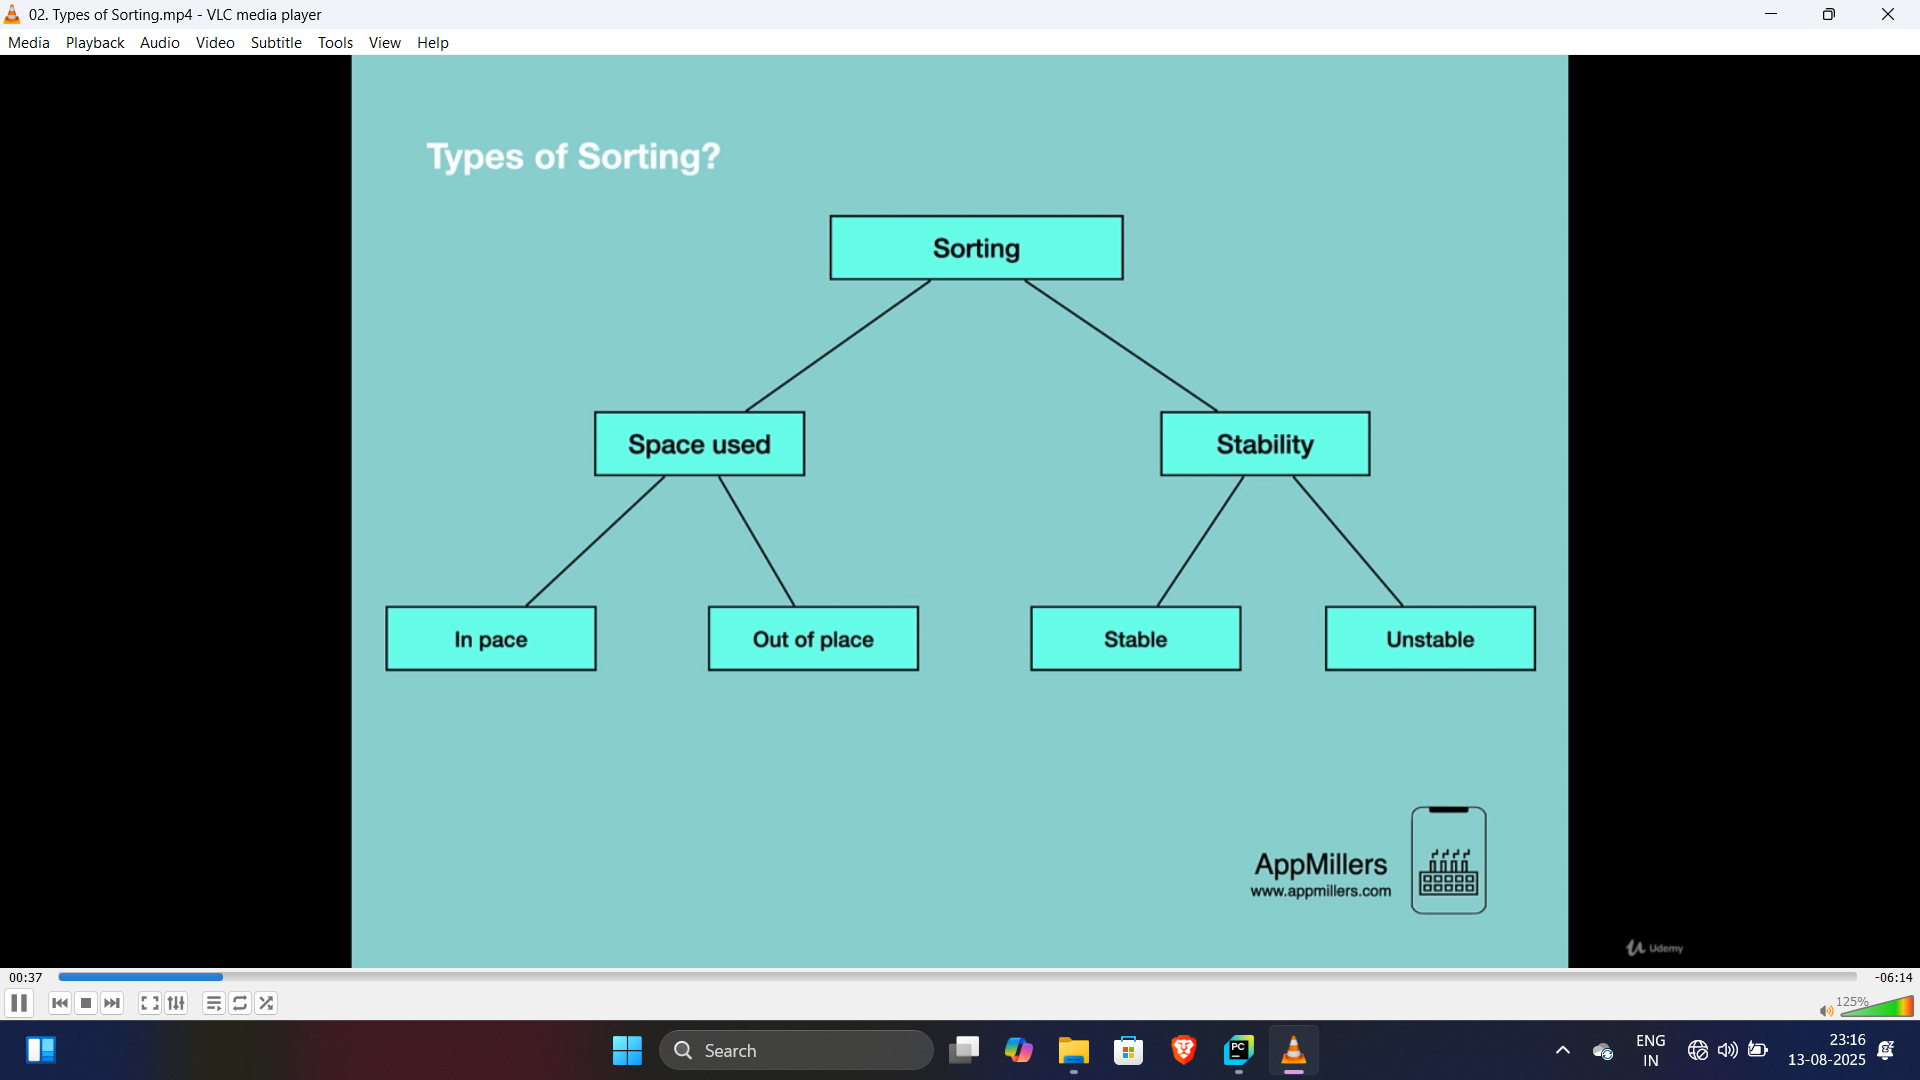 02. Types of Sorting.mp4 - VLC media player
Media Playback Audio Video Subtitle Tools View Help
Types of Sorting?
Sorting
Space used
Stability
In pace
Out of place
Stable
Unstable
AppMillers
www.appmillers.com
Udemy
00:37
-06:14
125%
Search
PC
ENG
IN
23:16
13-08-2025